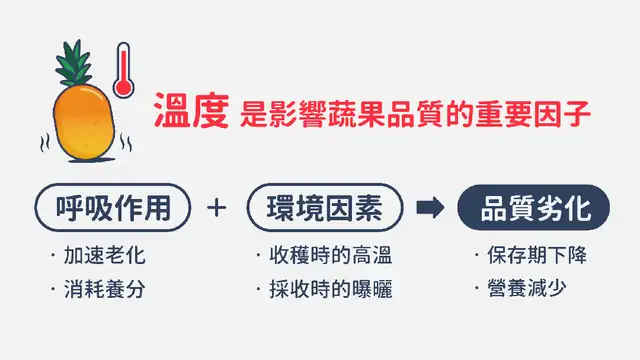 溫度 是影響蔬果品質的重要因子
呼吸作用 + 環境因素 ➡ 品質劣化
· 加速老化
· 消耗養分
· 收穫時的高溫
· 採收時的曝曬
· 保存期下降
· 營養減少